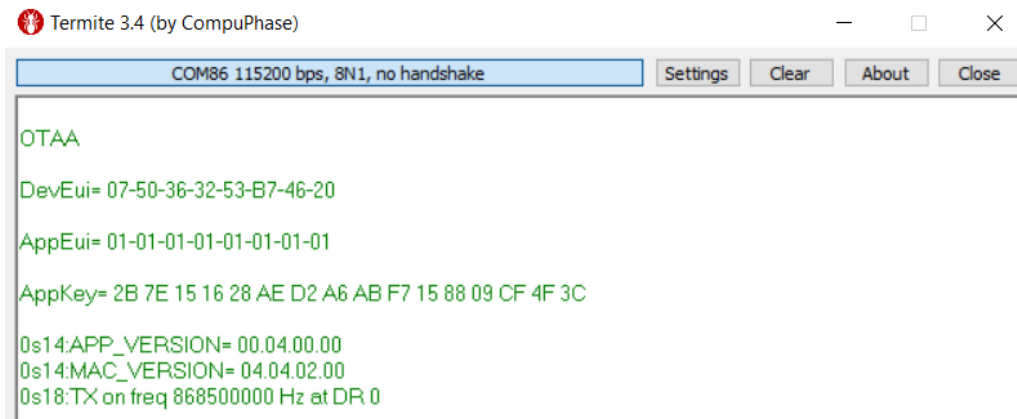 Termite 3.4 (by CompuPhase)
COM86 115200 bps, 8N1, no handshake
Settings
Clear
About
Close
OTAA
DevEui= 07-50-36-32-53-B7-46-20
AppEui= 01-01-01-01-01-01-01-01
AppKey= 2B 7E 15 16 28 AE D2 A6 AB F7 15 88 09 CF 4F 3C
0s14:APP_VERSION= 00.04.00.00
0s14:MAC_VERSION= 04.04.02.00
0s18:TX on freq 868500000 Hz at DR 0